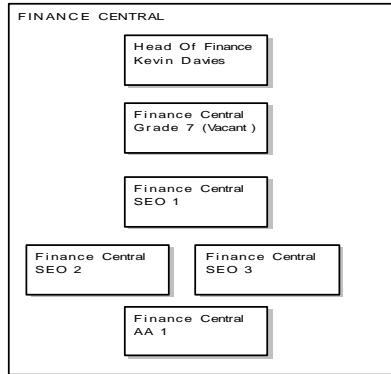 FINANCE CENTRAL
Head Of Finance
Kevin Davies
Finance Central
Grade 7 (Vacant)
Finance Central
SEO 1
Finance Central
SEO 2
Finance Central
SEO 3
Finance Central
AA 1